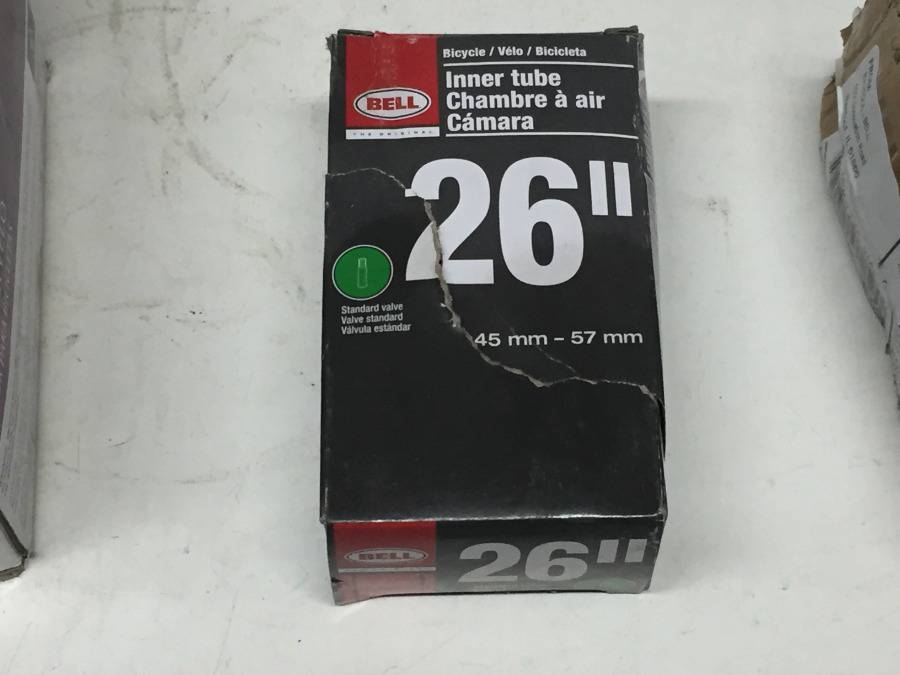 Bicycle / Vélo / Bicicleta
Inner tube
Chambre à air
Cámara
BELL
THE ORIGINAL
26"
Standard valve
Valve standard
Válvula estándar
45 mm - 57 mm
BELL
26"